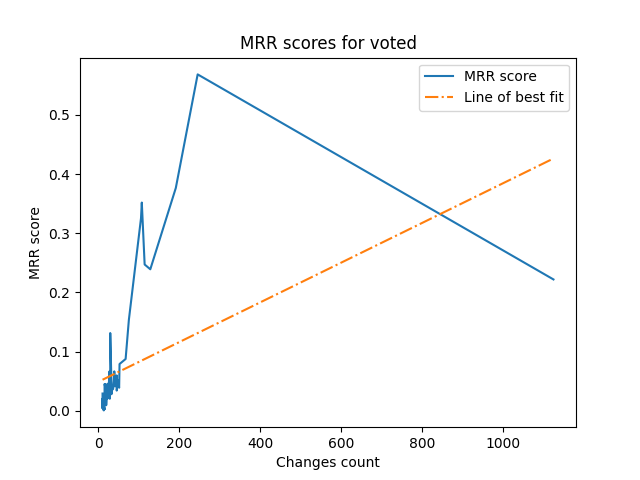 MRR scores for voted
MRR score
Line of best fit
0.5
0.4
0.3
0.2
0.1
0.0
MRR score
0 200 400 600 800 1000
Changes count